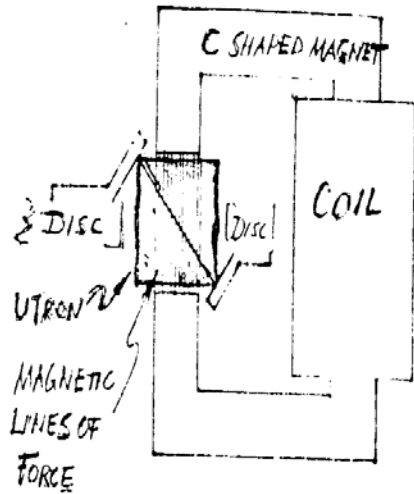 C SHAPED MAGNET
COIL
DISC
DISC
UTRON
MAGNETIC
LINES OF
FORCE